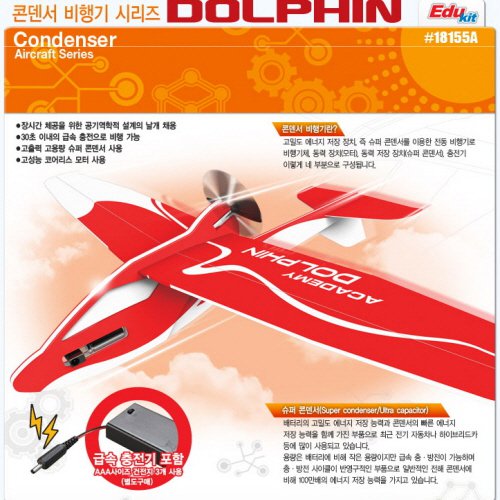 콘덴서 비행기 시리즈 DOLPHIN
Edu kit
Condenser
Aircraft Series
#18155A
●장시간 체공을 위한 공기역학적 설계의 날개 채용
●30초 이내의 급속 충전으로 비행 가능
●고출력 고용량 슈퍼 콘덴서 사용
●고성능 코어리스 모터 사용
콘덴서 비행기란?
고밀도 에너지 저장 장치, 즉 슈퍼 콘덴서를 이용한 전동 비행기로
비행기체, 동력 장치(모터), 동력 저장 장치(슈퍼 콘덴서), 충전기
이렇게 네 부분으로 구성됩니다.
ACADEMY
DOLPHIN
슈퍼 콘덴서(Super condenser/Ultra capacitor)
배터리의 고밀도 에너지 저장 능력과 콘덴서의 빠른 에너지
저장 능력을 함께 가진 부품으로 최근 전기 자동차나 하이브리드카
등에 많이 사용되고 있습니다.
용량은 배터리에 비해 작은 용량이지만 급속 충·방전이 가능하며
충·방전 사이클이 반영구적인 부품으로 일반적인 전해 콘덴서에
비해 100만배의 에너지 저장 능력을 가지고 있습니다.
급속 충전기 포함
AAA사이즈 건전지 3개 사용
(별도구매)